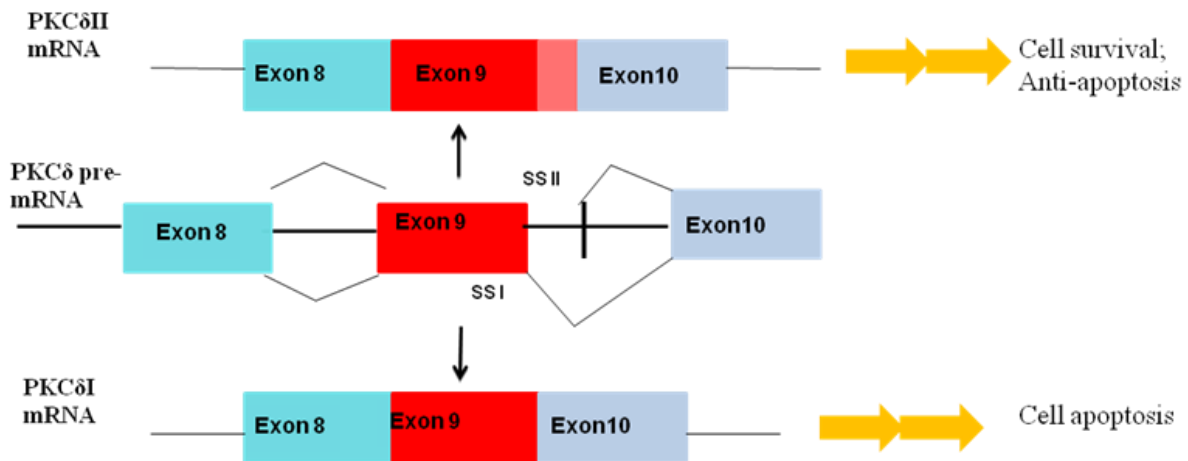 PKCδII
mRNA
Exon 8
Exon 9
Exon10
Cell survival;
Anti-apoptosis
PKCδ pre-
mRNA
Exon 8
Exon 9
SS II
Exon10
SS I
PKCδI
mRNA
Exon 8
Exon 9
Exon10
Cell apoptosis